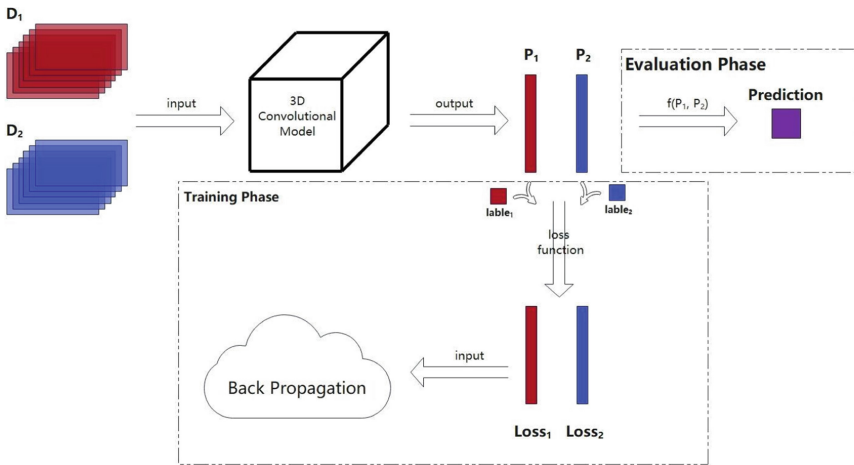 D₁
D₂
input
3D
Convolutional
Model
output
P₁
P₂
Evaluation Phase
f(P₁, P₂)
Prediction
Training Phase
lable₁
lable₂
loss
function
Loss₁
Loss₂
input
Back Propagation